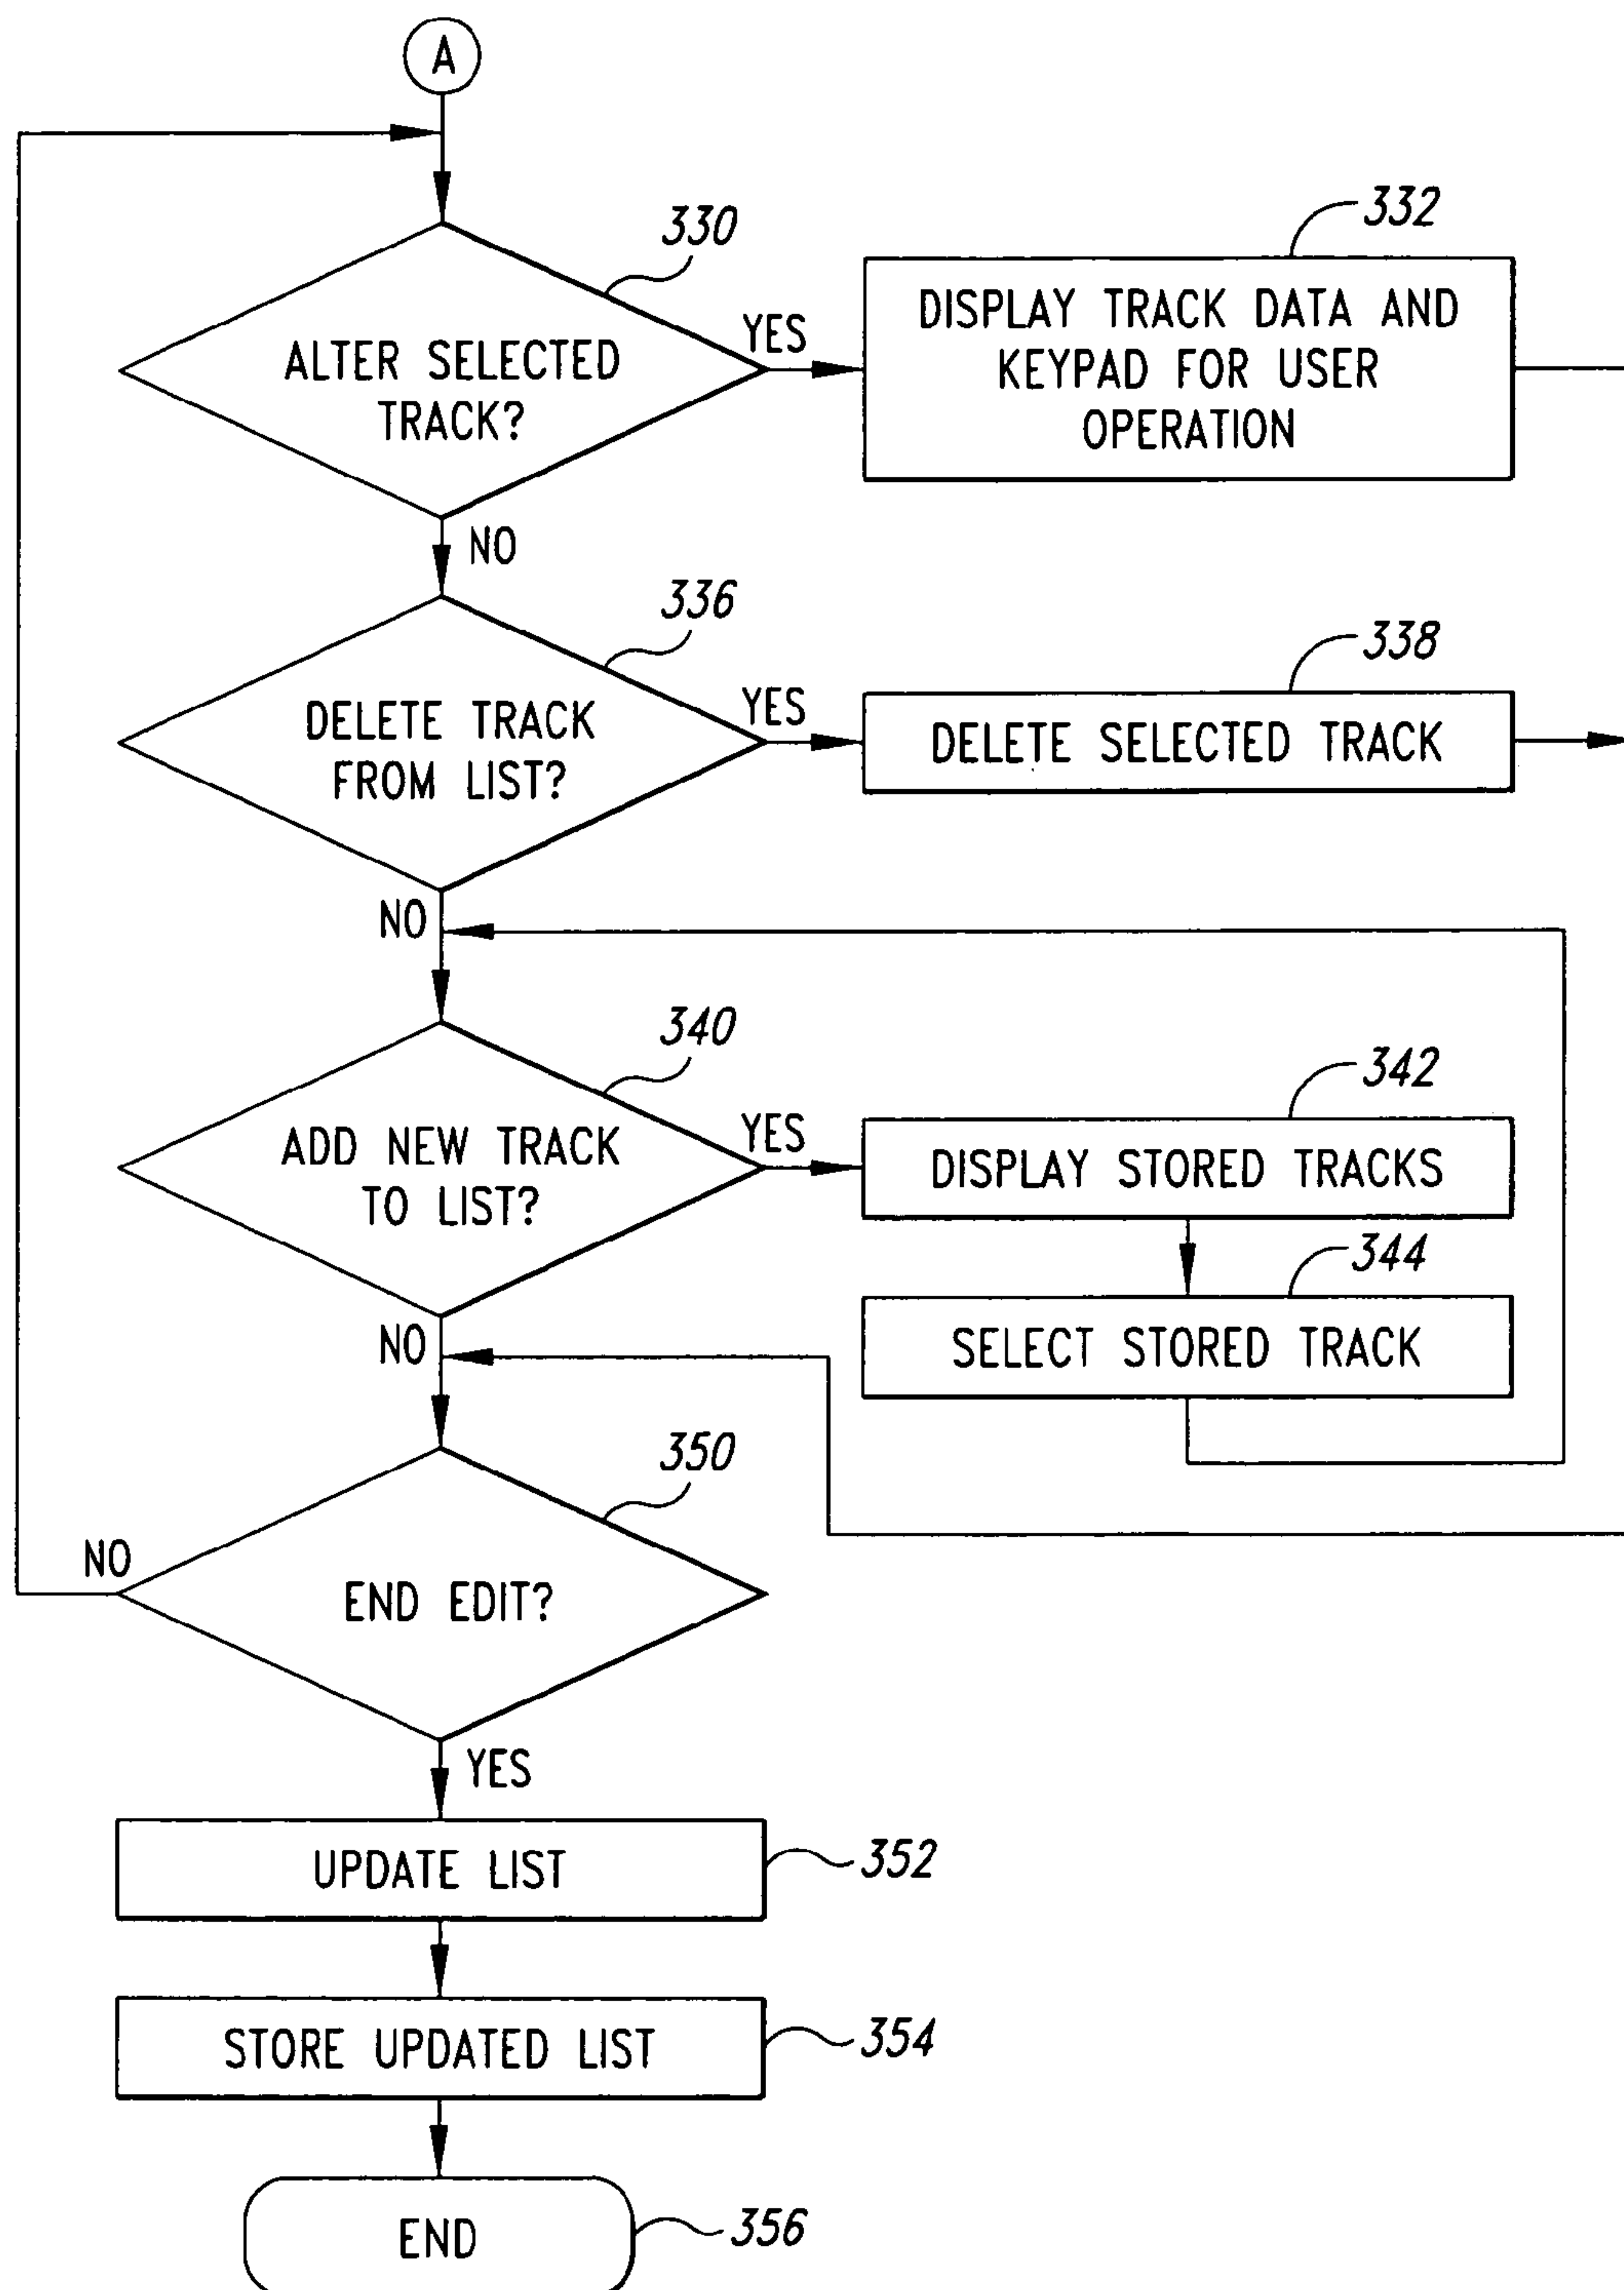 A
330
ALTER SELECTED
TRACK?
YES
332
DISPLAY TRACK DATA AND
KEYPAD FOR USER
OPERATION
NO
336
DELETE TRACK
FROM LIST?
YES
338
DELETE SELECTED TRACK
NO
340
ADD NEW TRACK
TO LIST?
YES
342
DISPLAY STORED TRACKS
344
SELECT STORED TRACK
NO
350
END EDIT?
NO
YES
UPDATE LIST
352
STORE UPDATED LIST
354
END
356